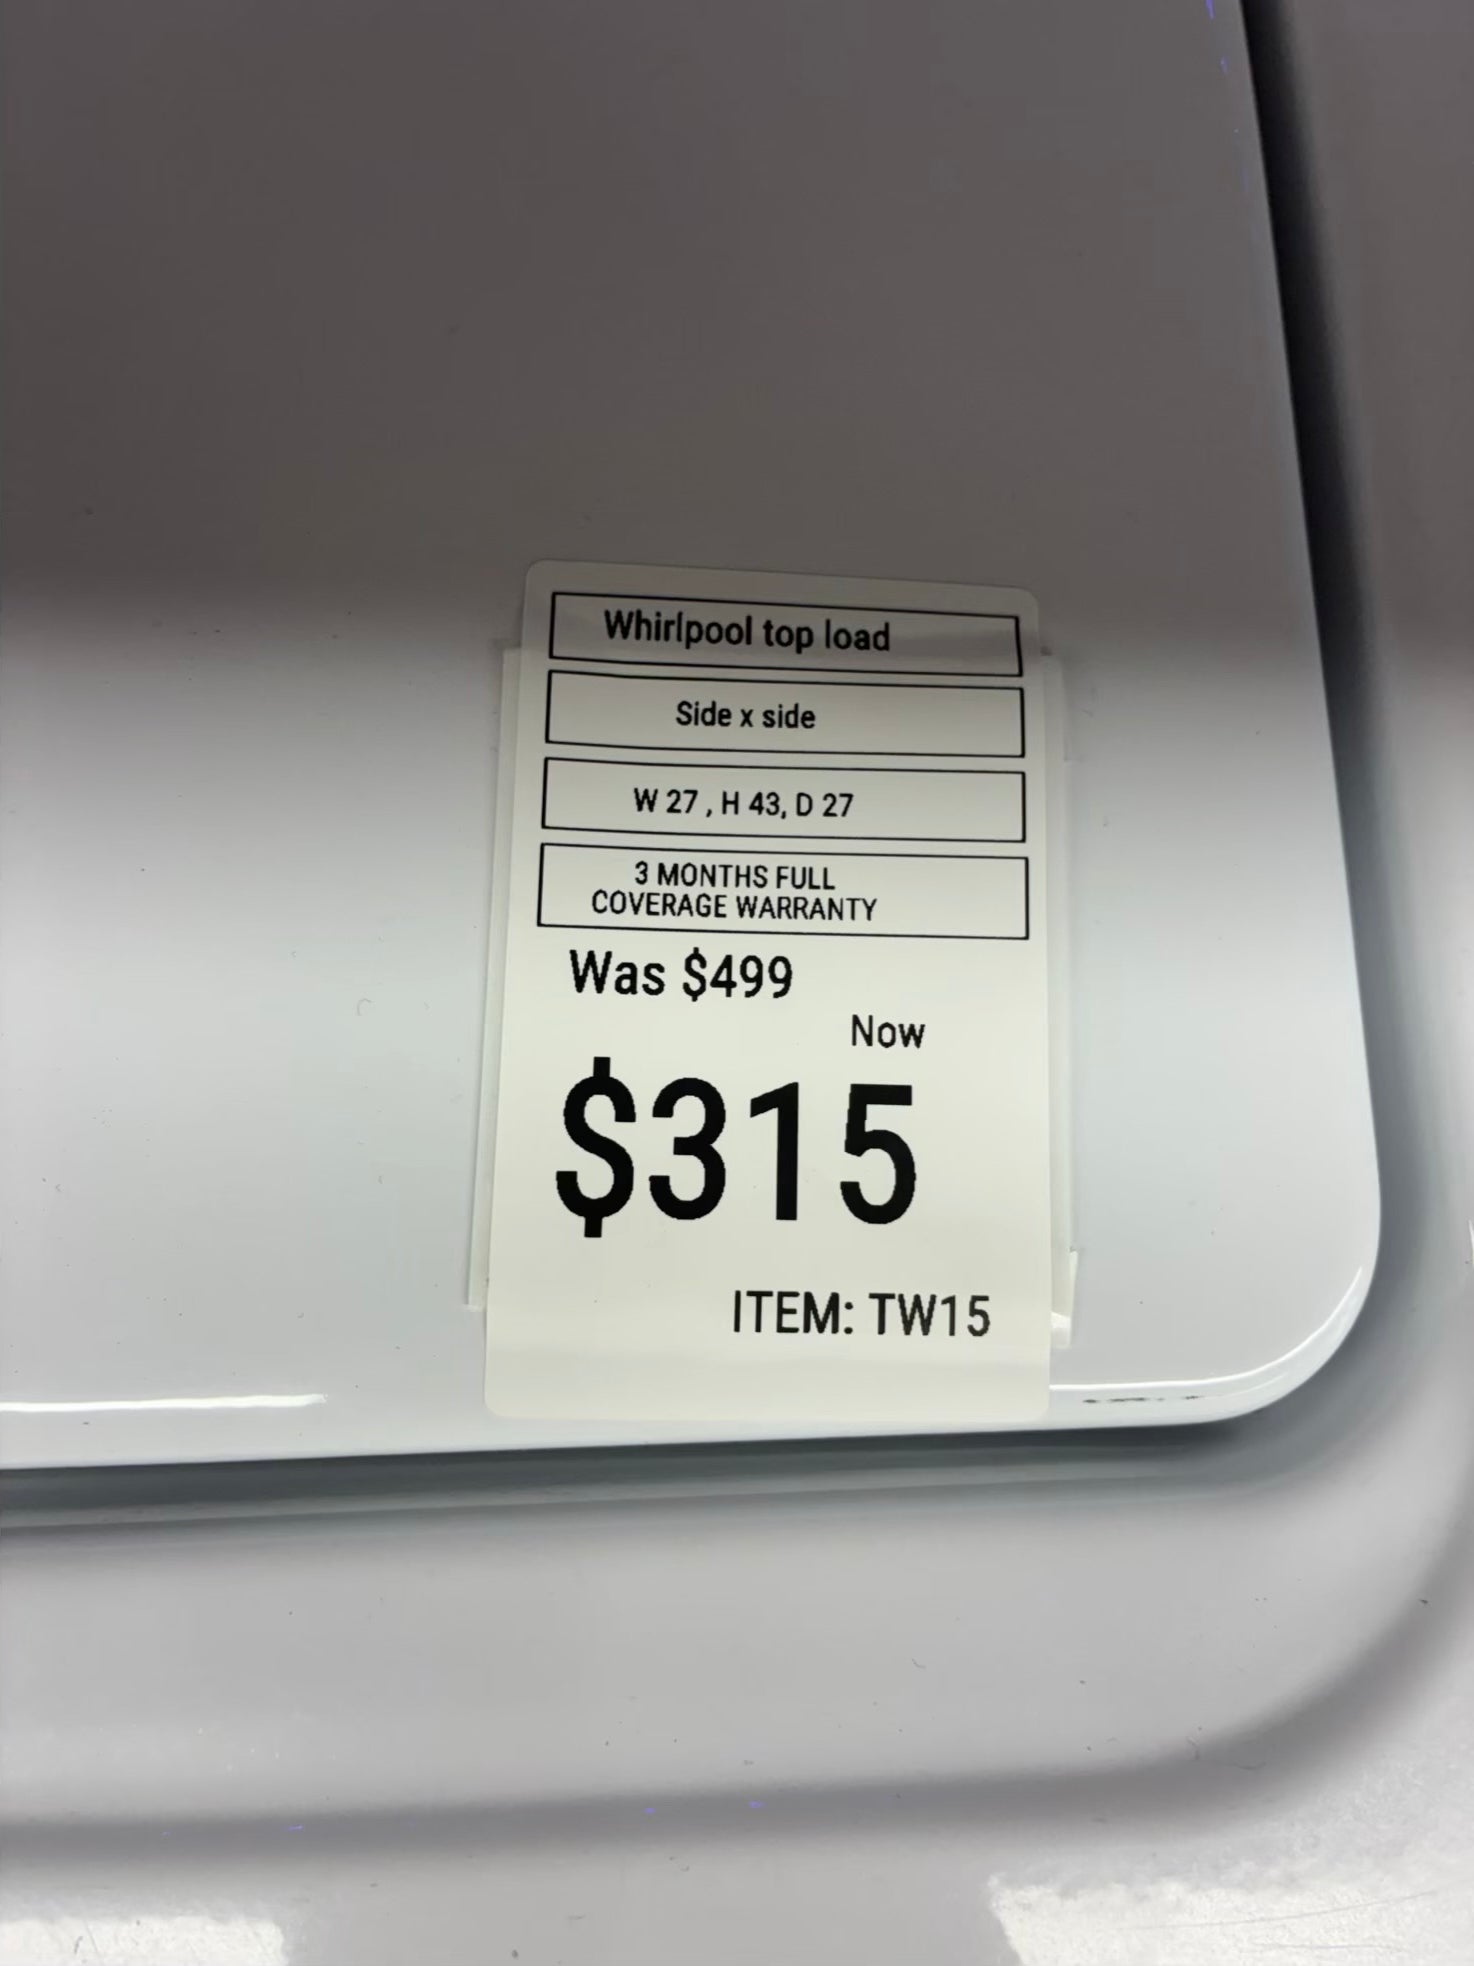 Whirlpool top load
Side x side
W 27 , H 43, D 27
3 MONTHS FULL
COVERAGE WARRANTY
Was $499
Now
$315
ITEM: TW15